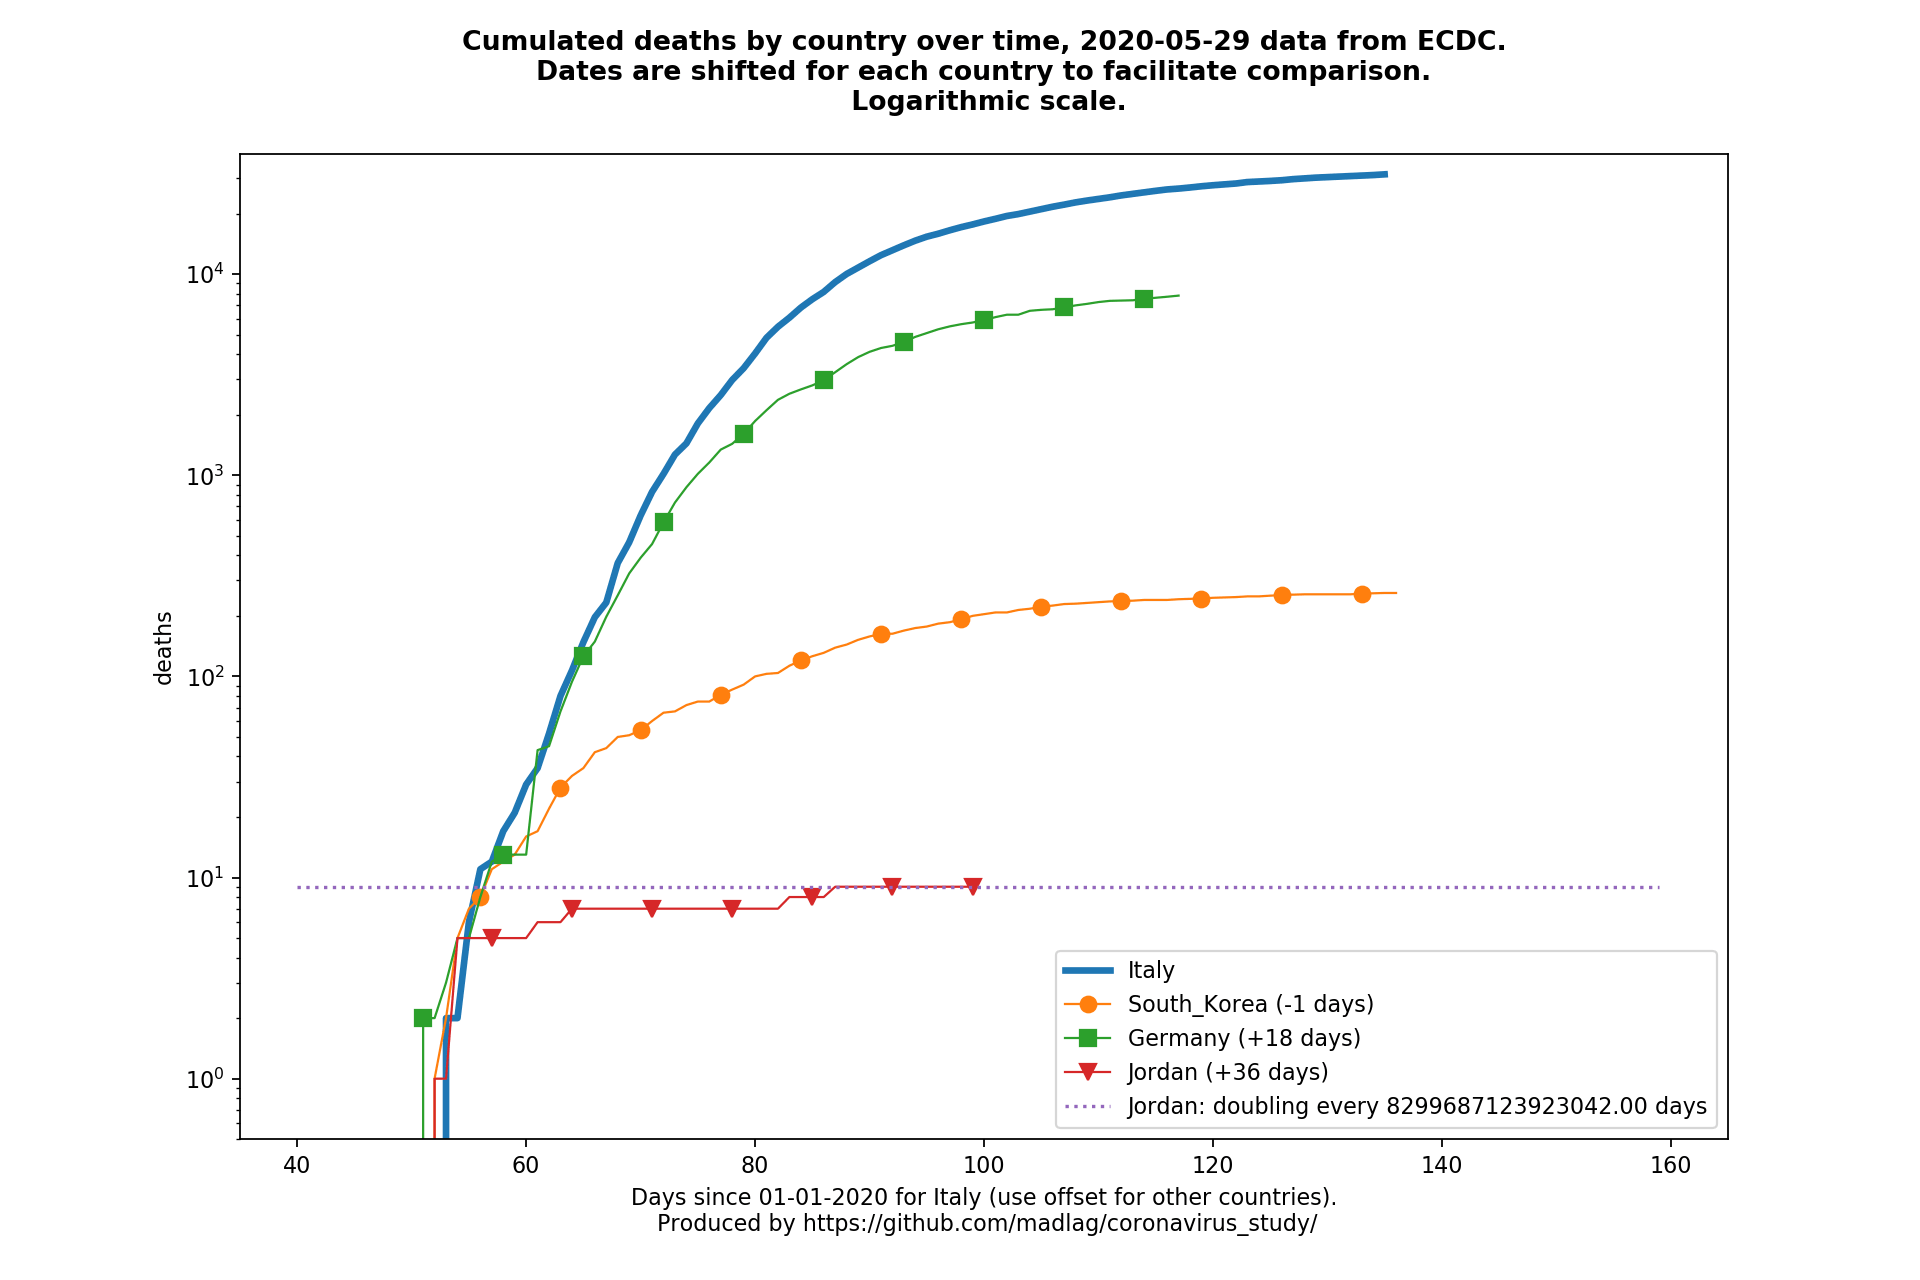 Cumulated deaths by country over time, 2020-05-29 data from ECDC.
Dates are shifted for each country to facilitate comparison.
Logarithmic scale.
10^4
10^3
10^2
10^1
10^0
deaths
Italy
South_Korea (-1 days)
Germany (+18 days)
Jordan (+36 days)
Jordan: doubling every 8299687123923042.00 days
40 60 80 100 120 140 160
Days since 01-01-2020 for Italy (use offset for other countries).
Produced by https://github.com/madlag/coronavirus_study/